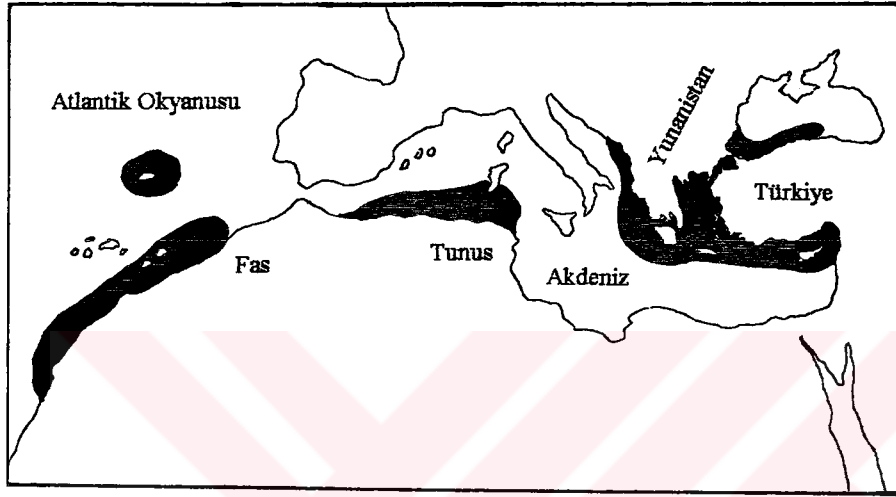 Atlantik Okyanusu
Yunanistan
Türkiye
Fas
Tunus
Akdeniz